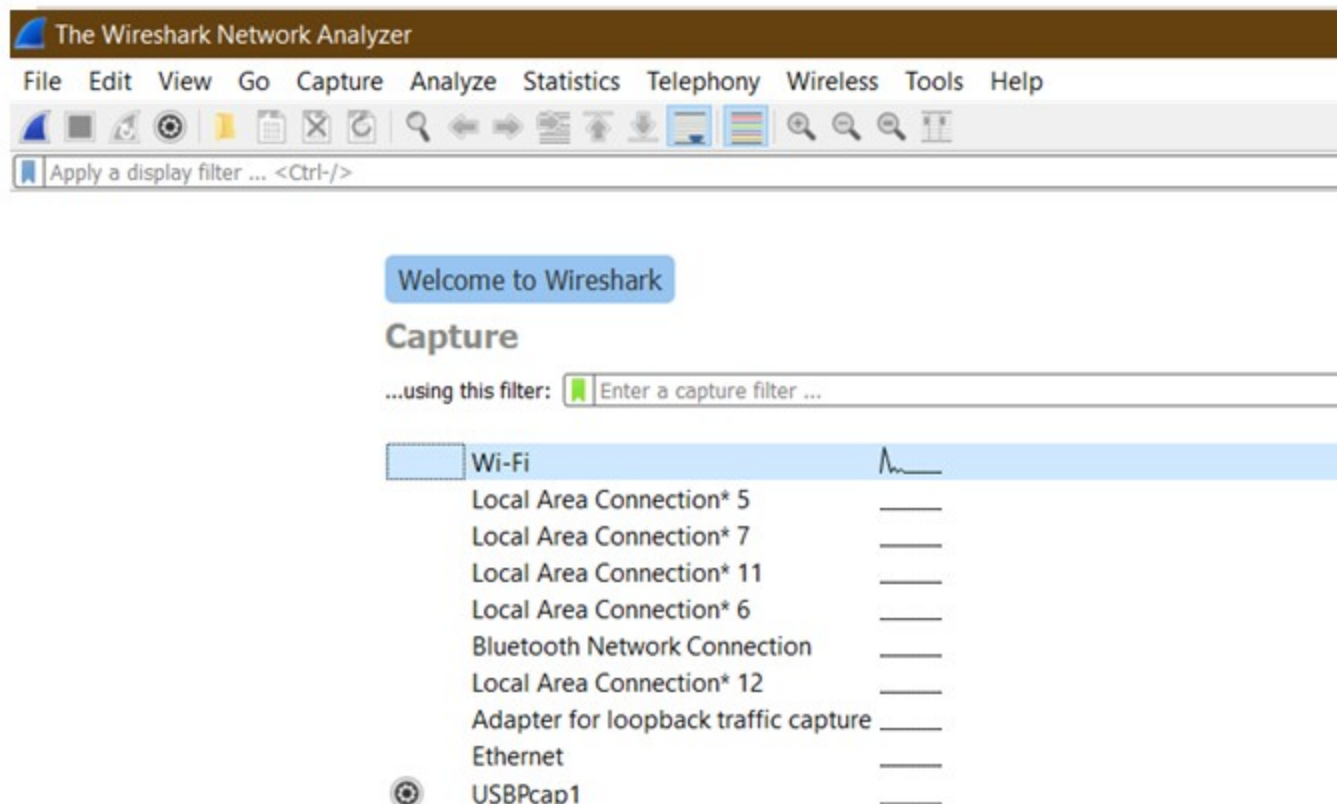 The Wireshark Network Analyzer
File Edit View Go Capture Analyze Statistics Telephony Wireless Tools Help
Apply a display filter ... <Ctrl-/>
Welcome to Wireshark
Capture
...using this filter: Enter a capture filter ...
Wi-Fi
Local Area Connection* 5
Local Area Connection* 7
Local Area Connection* 11
Local Area Connection* 6
Bluetooth Network Connection
Local Area Connection* 12
Adapter for loopback traffic capture
Ethernet
USBPcap1